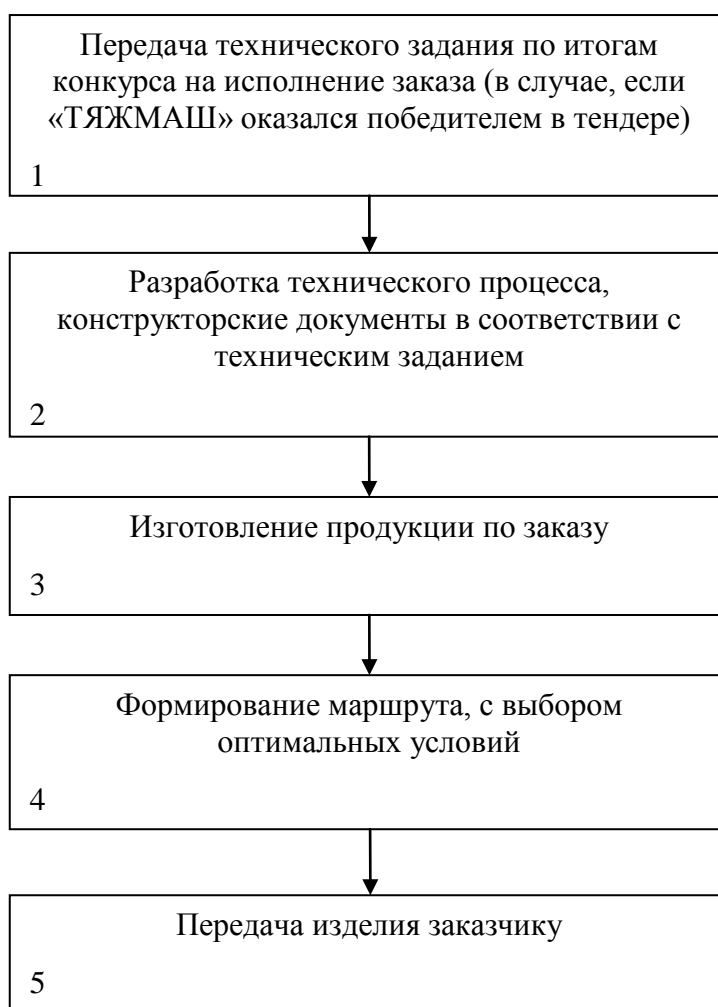 Передача технического задания по итогам
конкурса на исполнение заказа (в случае, если
«ТЯЖМАШ» оказался победителем в тендере)
1
Разработка технического процесса,
конструкторские документы в соответствии с
техническим заданием
2
Изготовление продукции по заказу
3
Формирование маршрута, с выбором
оптимальных условий
4
Передача изделия заказчику
5